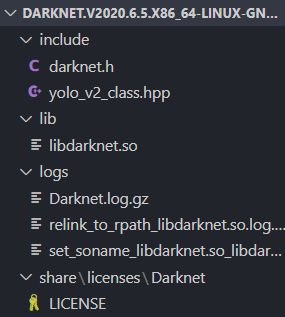 DARKNET.V2020.6.5.X86_64-LINUX-GN...
include
darknet.h
yolo_v2_class.hpp
lib
libdarknet.so
logs
Darknet.log.gz
relink_to_rpath_libdarknet.so.log....
set_soname_libdarknet.so_libdar...
share\licenses\Darknet
LICENSE